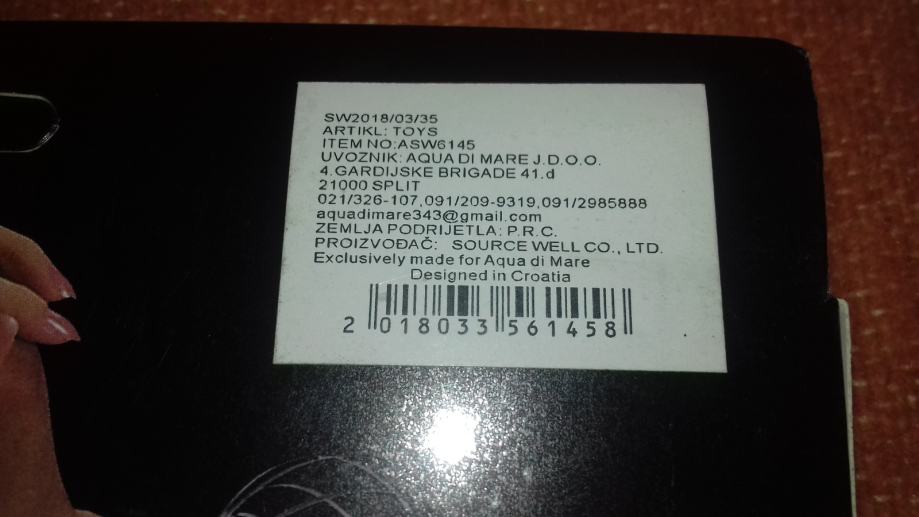 SW2018/03/35
ARTIKL: TOYS
ITEM NO:ASW6145
UVOZNIK: AQUA DI MARE J.D.O.O.
4.GARDIJSKE BRIGADE 41.d
21000 SPLIT
021/326-107,091/209-9319,091/2985888
aquadimare343@gmail.com
ZEMLJA PODRIJETLA: P.R.C.
PROIZVOĐAČ: SOURCE WELL CO., LTD.
Exclusively made for Aqua di Mare
Designed in Croatia
2 018033 561458